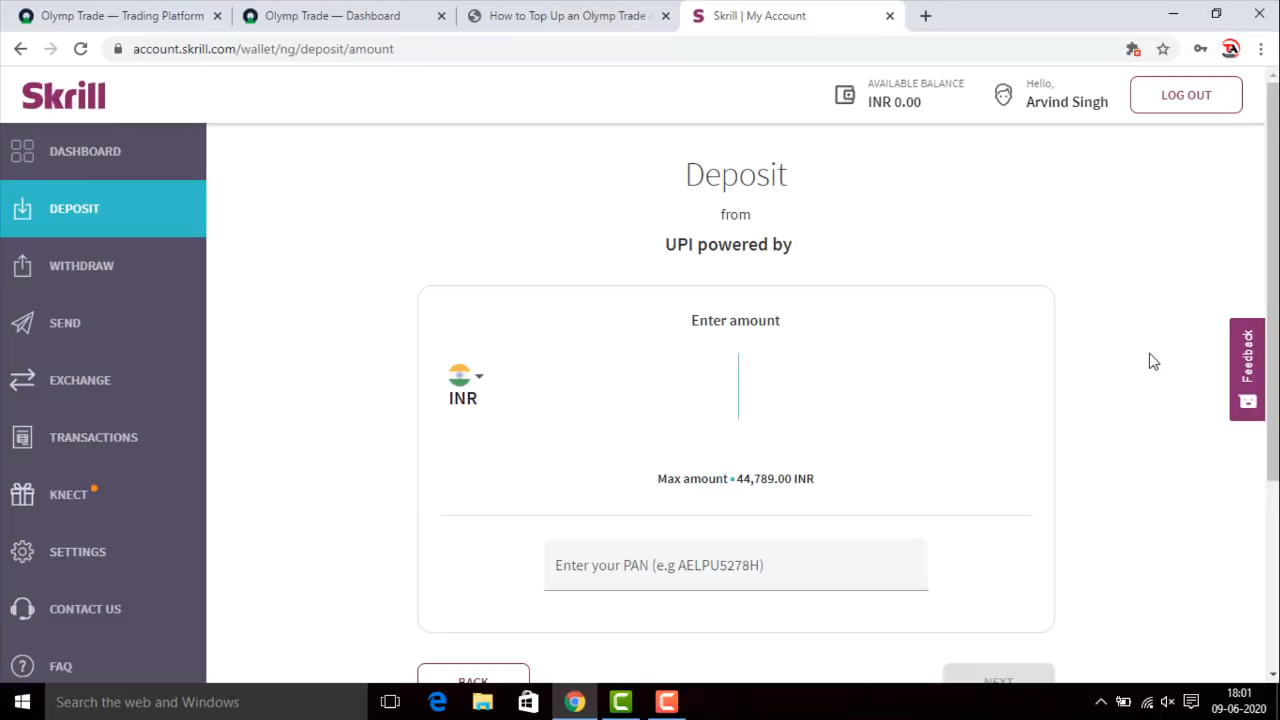 Olymp Trade — Trading Platform
Olymp Trade — Dashboard
How to Top Up an Olymp Trade
Skrill | My Account
account.skrill.com/wallet/ng/deposit/amount
TA
Skrill
AVAILABLE BALANCE
INR 0.00
Hello,
Arvind Singh
LOG OUT
DASHBOARD
DEPOSIT
WITHDRAW
SEND
EXCHANGE
TRANSACTIONS
KNECT
SETTINGS
CONTACT US
FAQ
Deposit
from
UPI powered by
Enter amount
INR
Max amount 44,789.00 INR
Enter your PAN (e.g AELPU5278H)
BACK
NEXT
Feedback
Search the web and Windows
18:01
09-06-2020